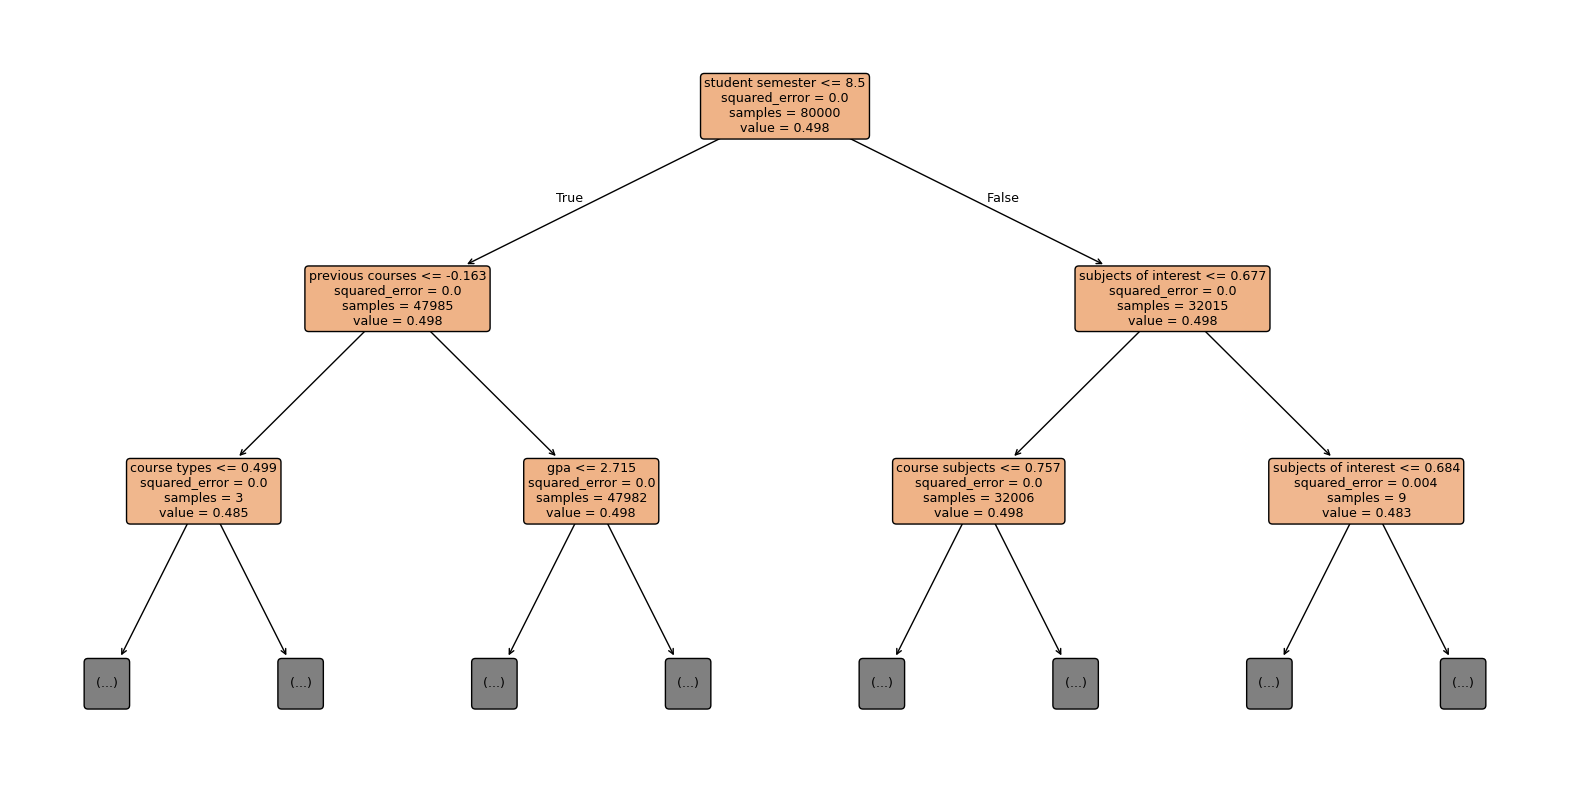 student semester <= 8.5
squared_error = 0.0
samples = 80000
value = 0.498
True
False
previous courses <= -0.163
squared_error = 0.0
samples = 47985
value = 0.498
subjects of interest <= 0.677
squared_error = 0.0
samples = 32015
value = 0.498
course types <= 0.499
squared_error = 0.0
samples = 3
value = 0.485
gpa <= 2.715
squared_error = 0.0
samples = 47982
value = 0.498
course subjects <= 0.757
squared_error = 0.0
samples = 32006
value = 0.498
subjects of interest <= 0.684
squared_error = 0.004
samples = 9
value = 0.483
(...)
(...)
(...)
(...)
(...)
(...)
(...)
(...)